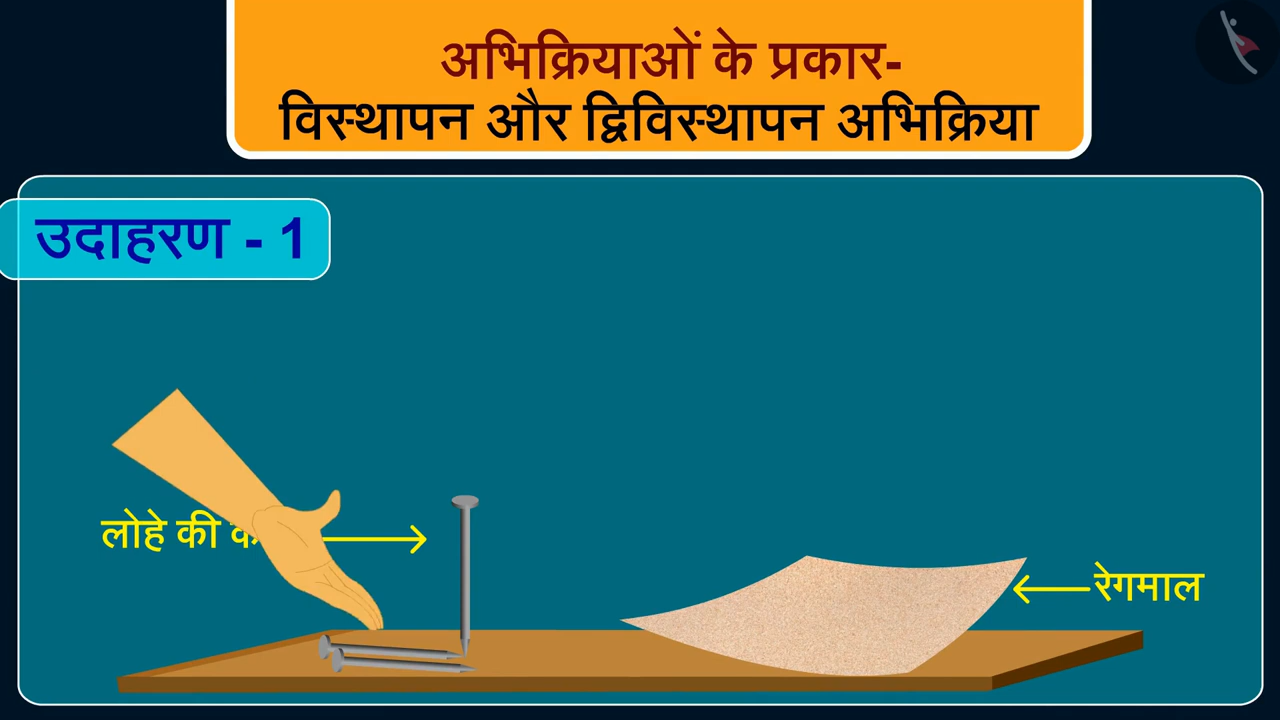 अभिक्रियाओं के प्रकार-
विस्थापन और द्विविस्थापन अभिक्रिया
उदाहरण - 1
लोहे की
रेगमाल